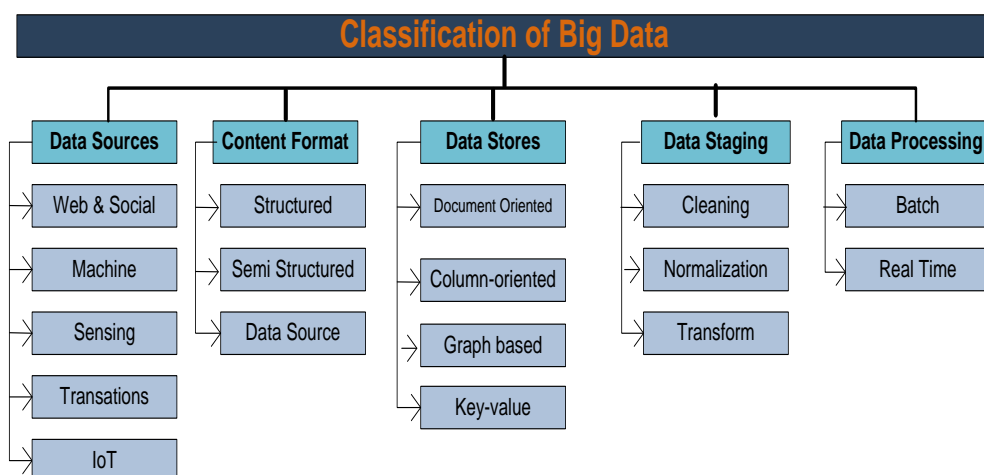 Classification of Big Data
Data Sources
Web & Social
Machine
Sensing
Transations
IoT
Content Format
Structured
Semi Structured
Data Source
Data Stores
Document Oriented
Column-oriented
Graph based
Key-value
Data Staging
Cleaning
Normalization
Transform
Data Processing
Batch
Real Time